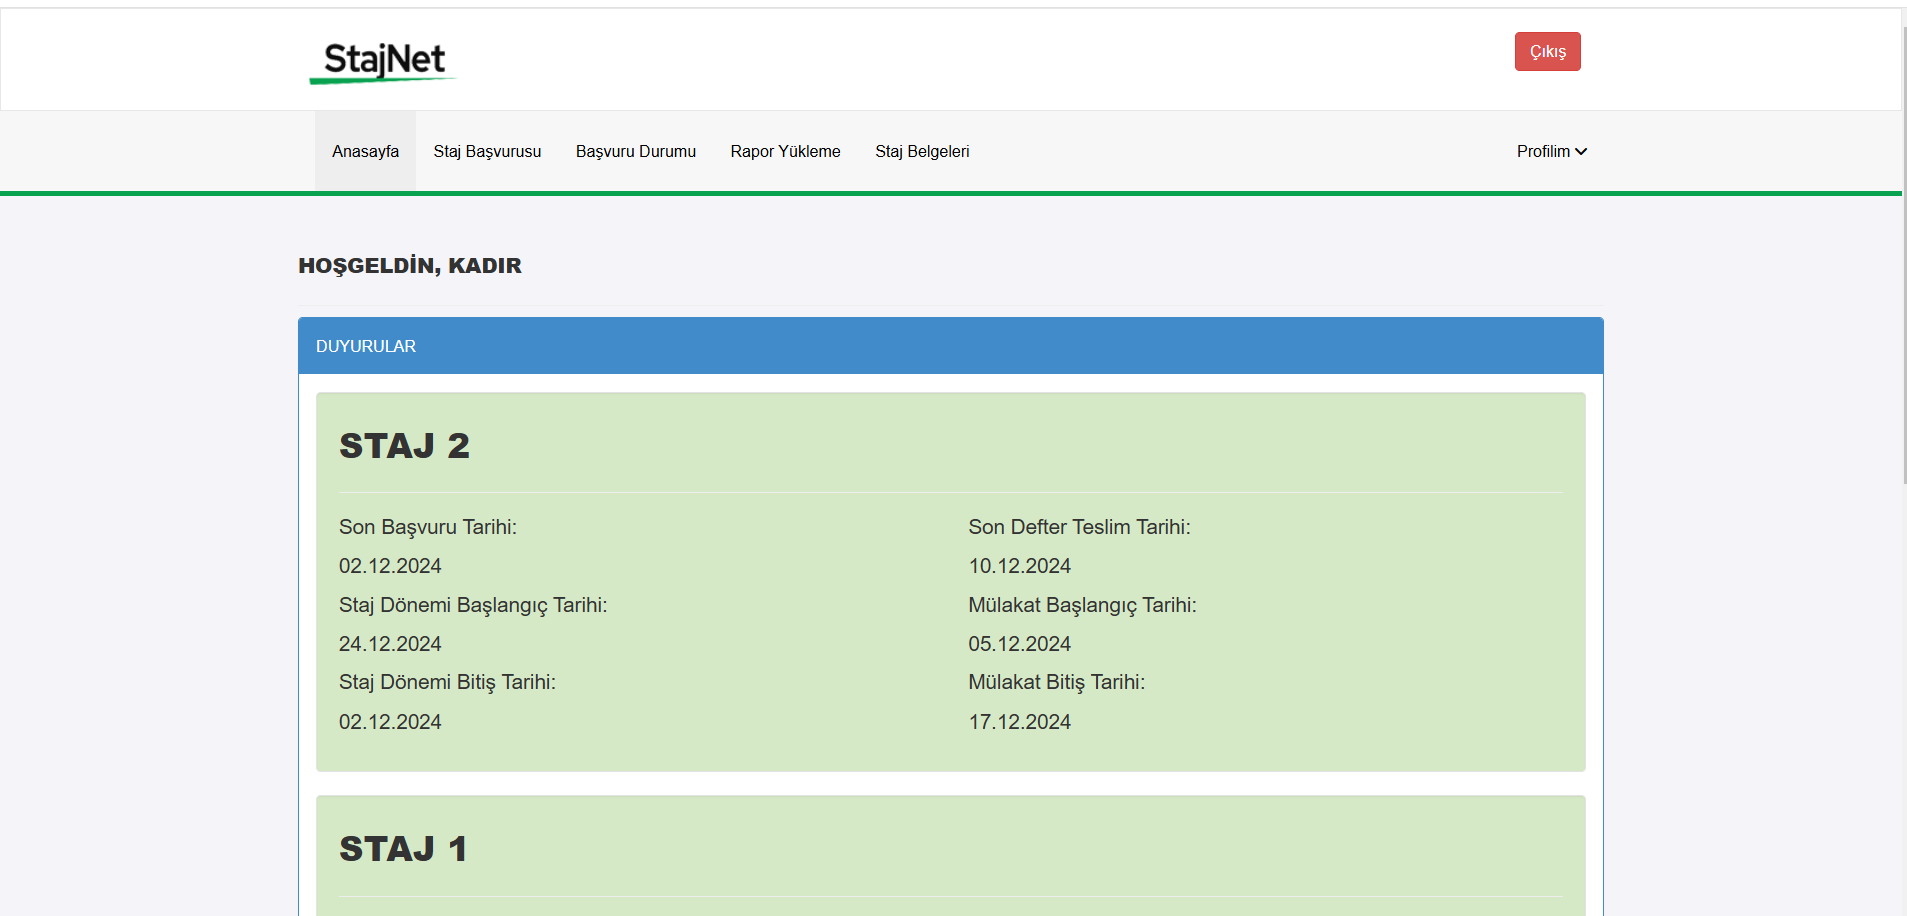 StajNet
Çıkış
Anasayfa Staj Başvurusu Başvuru Durumu Rapor Yükleme Staj Belgeleri Profilim
HOŞGELDİN, KADIR
DUYURULAR
STAJ 2
Son Başvuru Tarihi:
02.12.2024
Staj Dönemi Başlangıç Tarihi:
24.12.2024
Staj Dönemi Bitiş Tarihi:
02.12.2024
Son Defter Teslim Tarihi:
10.12.2024
Mülakat Başlangıç Tarihi:
05.12.2024
Mülakat Bitiş Tarihi:
17.12.2024
STAJ 1